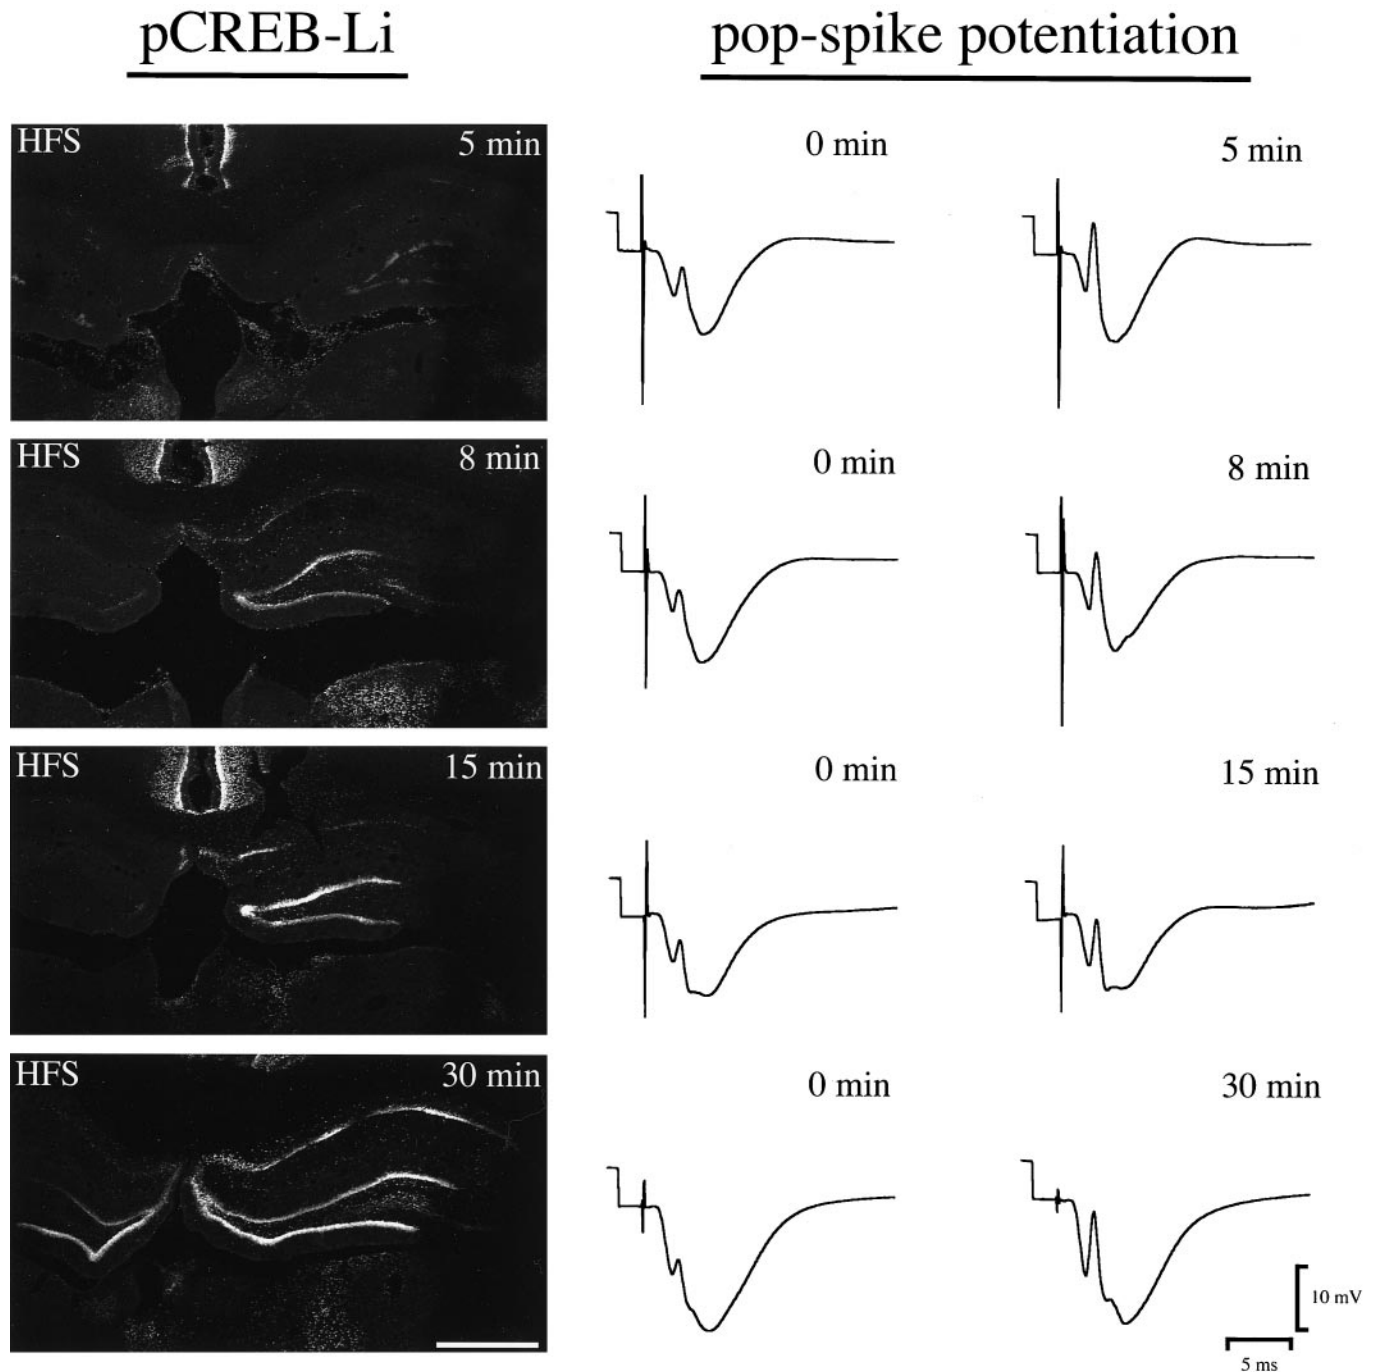 pCREB-Li
pop-spike potentiation
HFS 5 min
0 min
5 min
HFS 8 min
0 min
8 min
HFS 15 min
0 min
15 min
HFS 30 min
0 min
30 min
10 mV
5 ms